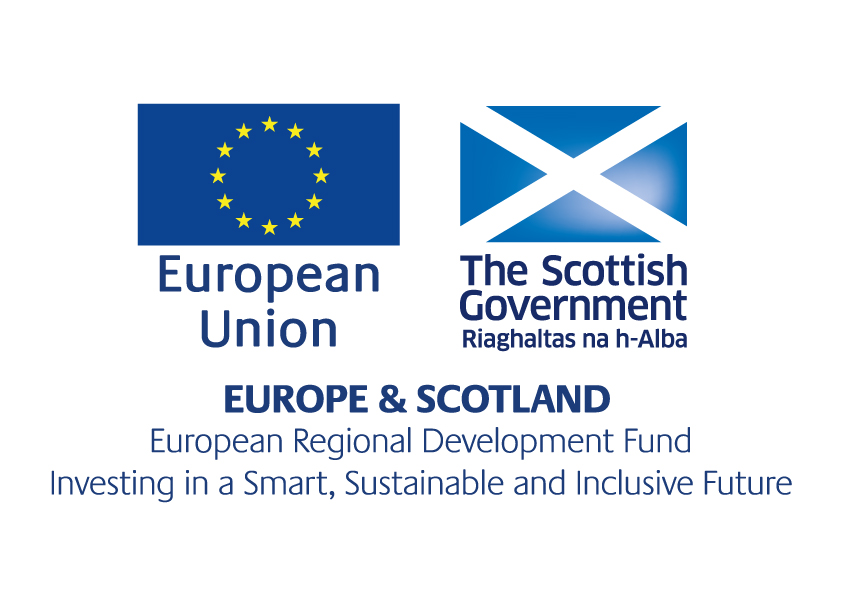 European
Union
The Scottish
Government
Riaghaltas na h-Alba
EUROPE & SCOTLAND
European Regional Development Fund
Investing in a Smart, Sustainable and Inclusive Future